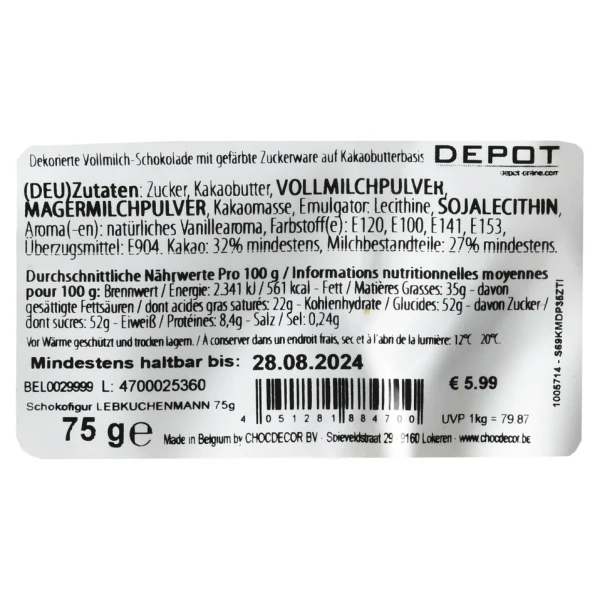 Dekorierte Vollmilch-Schokolade mit gefärbte Zuckerware auf Kakaobutterbasis DEPOT
depot-online.com
(DEU)Zutaten: Zucker, Kakaobutter, VOLLMILCHPULVER,
MAGERMILCHPULVER, Kakaomasse, Emulgator: Lecithine, SOJALECITHIN,
Aroma(-en): natürliches Vanillearoma, Farbstoff(e): E120, E100, E141, E153,
Überzugsmittel: E904. Kakao: 32% mindestens, Milchbestandteile: 27% mindestens.
Durchschnittliche Nährwerte Pro 100 g / Informations nutritionnelles moyennes
pour 100 g: Brennwert / Energie: 2.341 kJ / 561 kcal - Fett / Matières Grasses: 35g - davon
gesättigte Fettsäuren / dont acides gras saturés: 22g - Kohlenhydrate / Glucides: 52g - davon Zucker /
dont sucres: 52g - Eiweiß / Protéines: 8,4g - Salz / Sel: 0,24g
Vor Wärme geschützt und trocken lagern. / À conserver dans un endroit frais, sec et à l'abri de la lumière: 12°C 20°C.
Mindestens haltbar bis: 28.08.2024
BEL0029999 L: 4700025360
€ 5.99
Schokofigur LEBKUCHENMANN 75g
4 051281 884700
UVP 1kg = 79.87
75 g e Made in Belgium by CHOCDECOR BV - Spieveldstraat 29 - 9160 Lokeren - www.chocdecor.be
1005714 - S69KMDP35ZTI